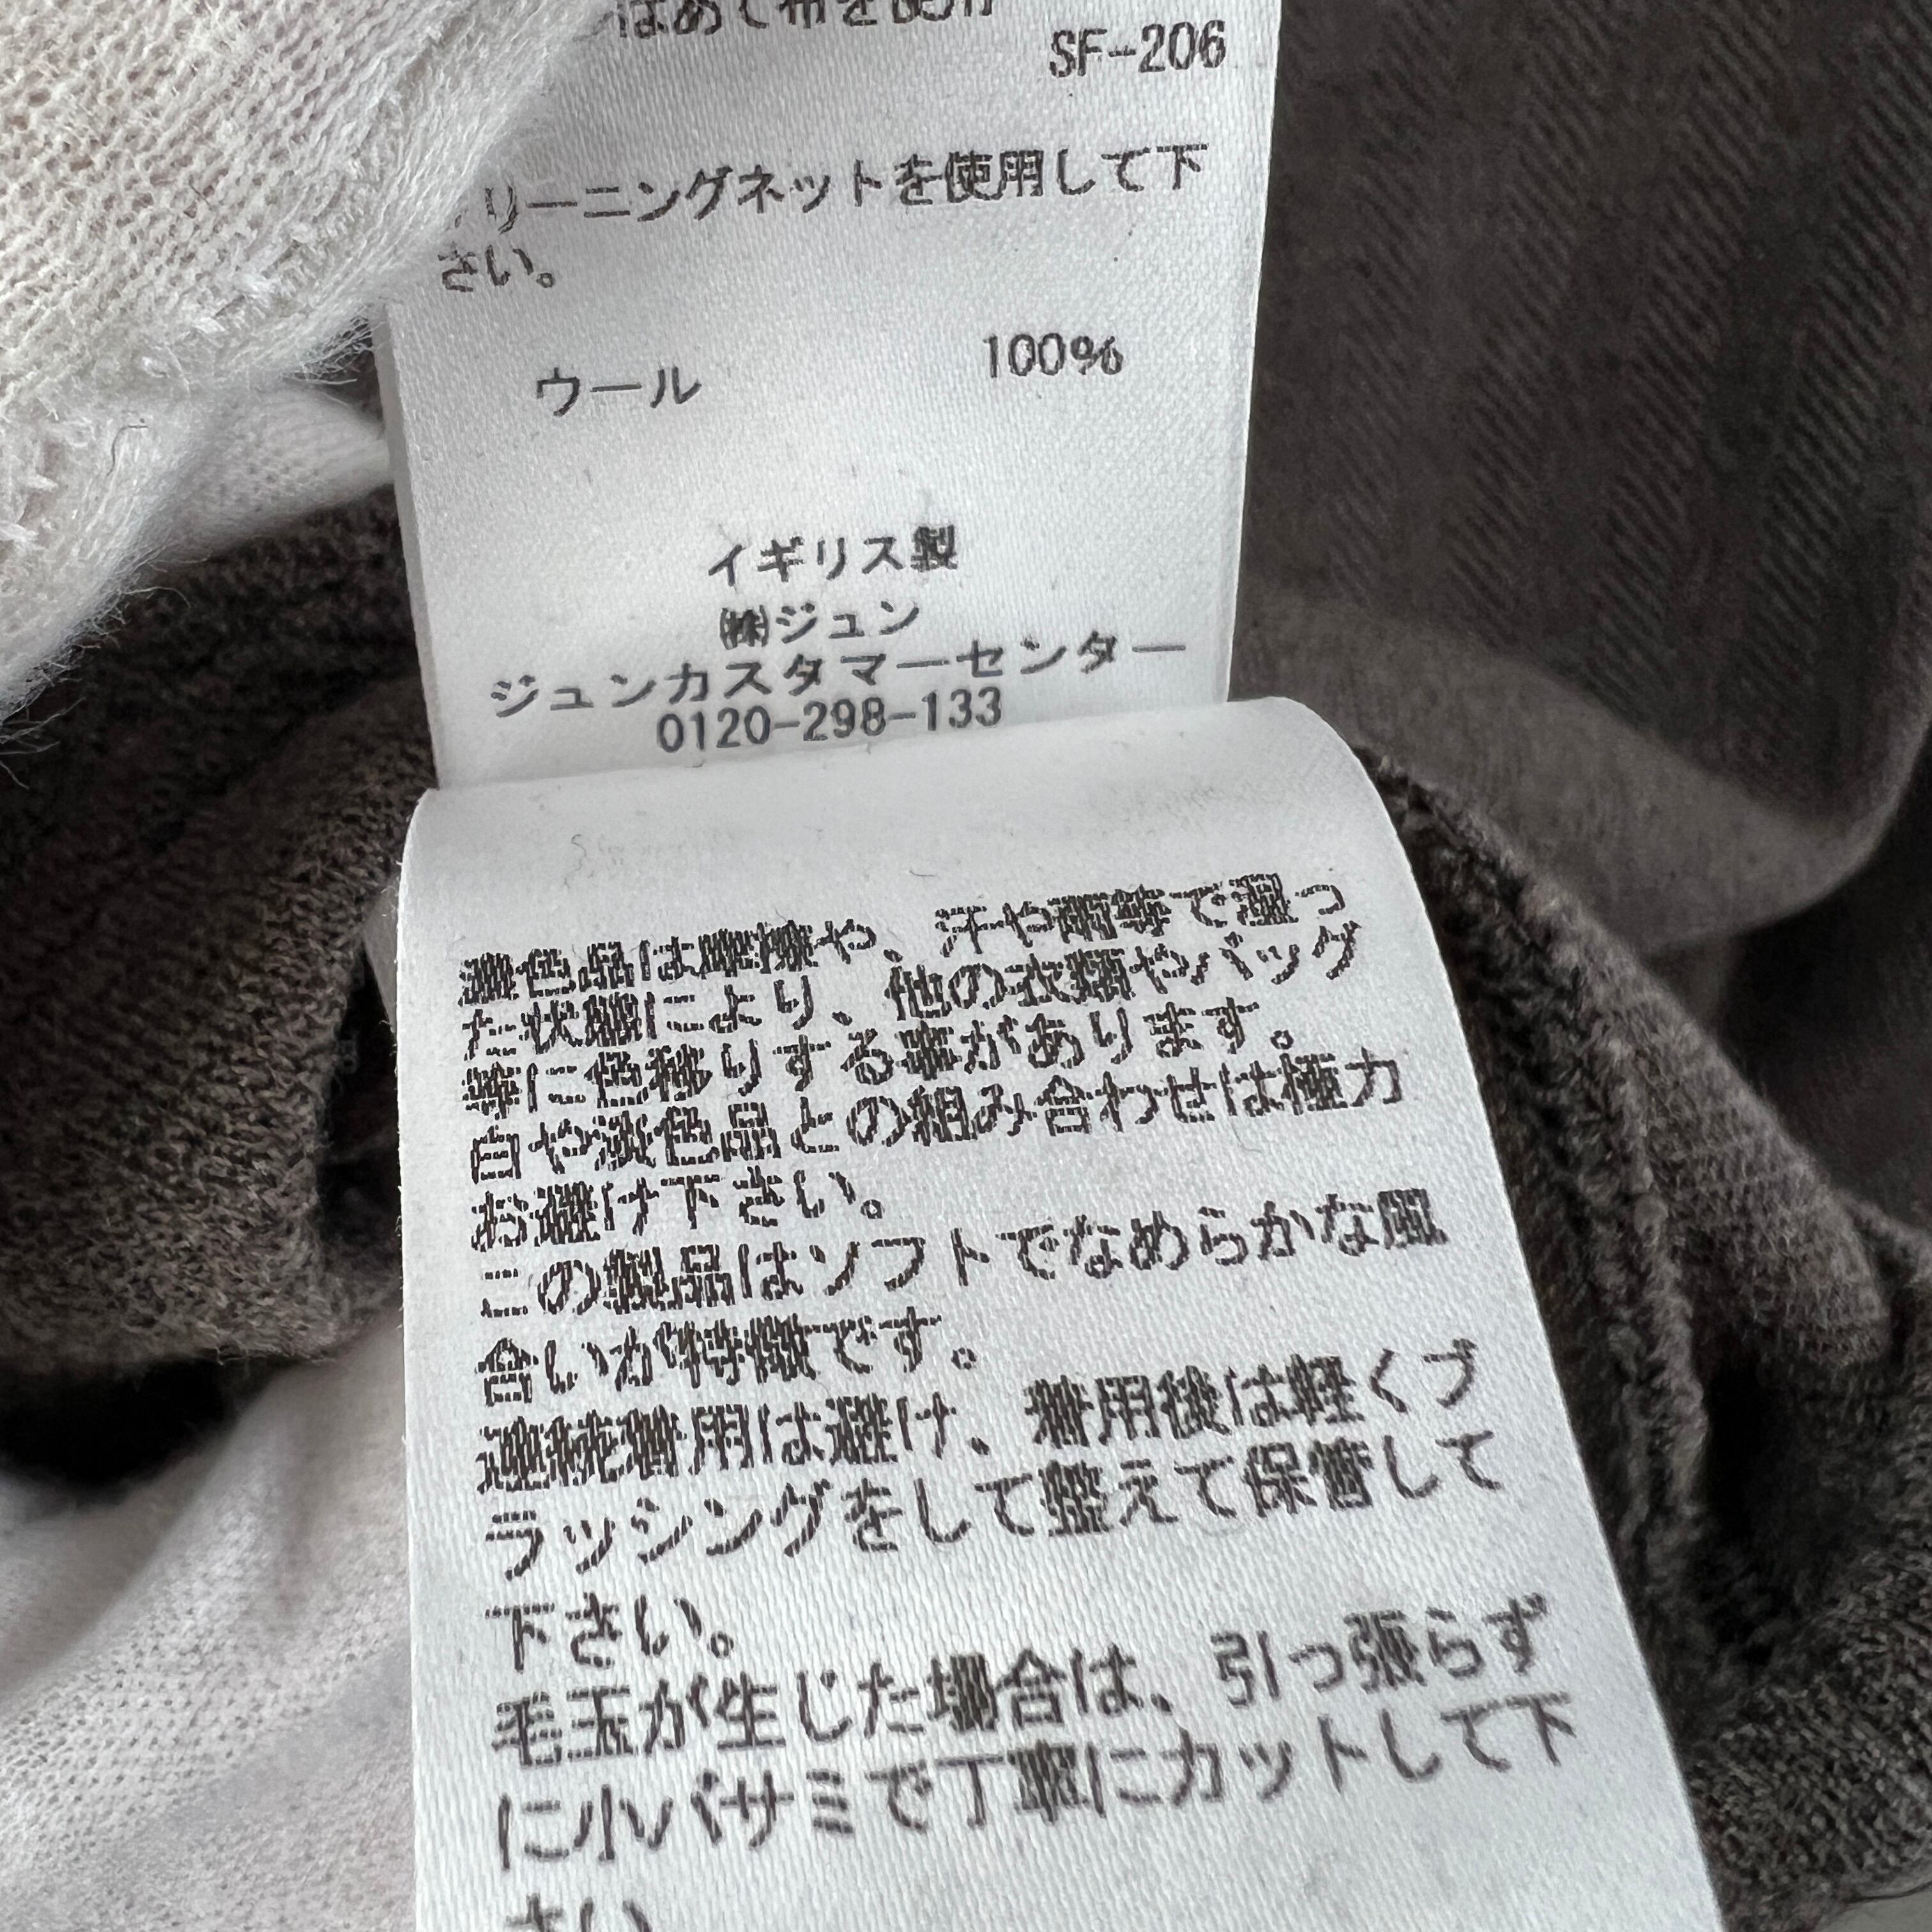 SF-206
リーニングネットを使用して下
さい。
ウール 100%
イギリス製
㈱ジュン
ジュンカスタマーセンター
0120-298-133
濃色品は摩擦や、汗や雨等で湿っ
た状態により、他の衣類やバッグ
等に色移りする事があります。
白や淡色品との組み合わせは極力
お避け下さい。
この製品はソフトでなめらかな風
合いが特徴です。
連続着用は避け、着用後は軽くブ
ラッシングをして整えて保管して
下さい。
毛玉が生じた場合は、引っ張らず
に小バサミで丁寧にカットして下
さい